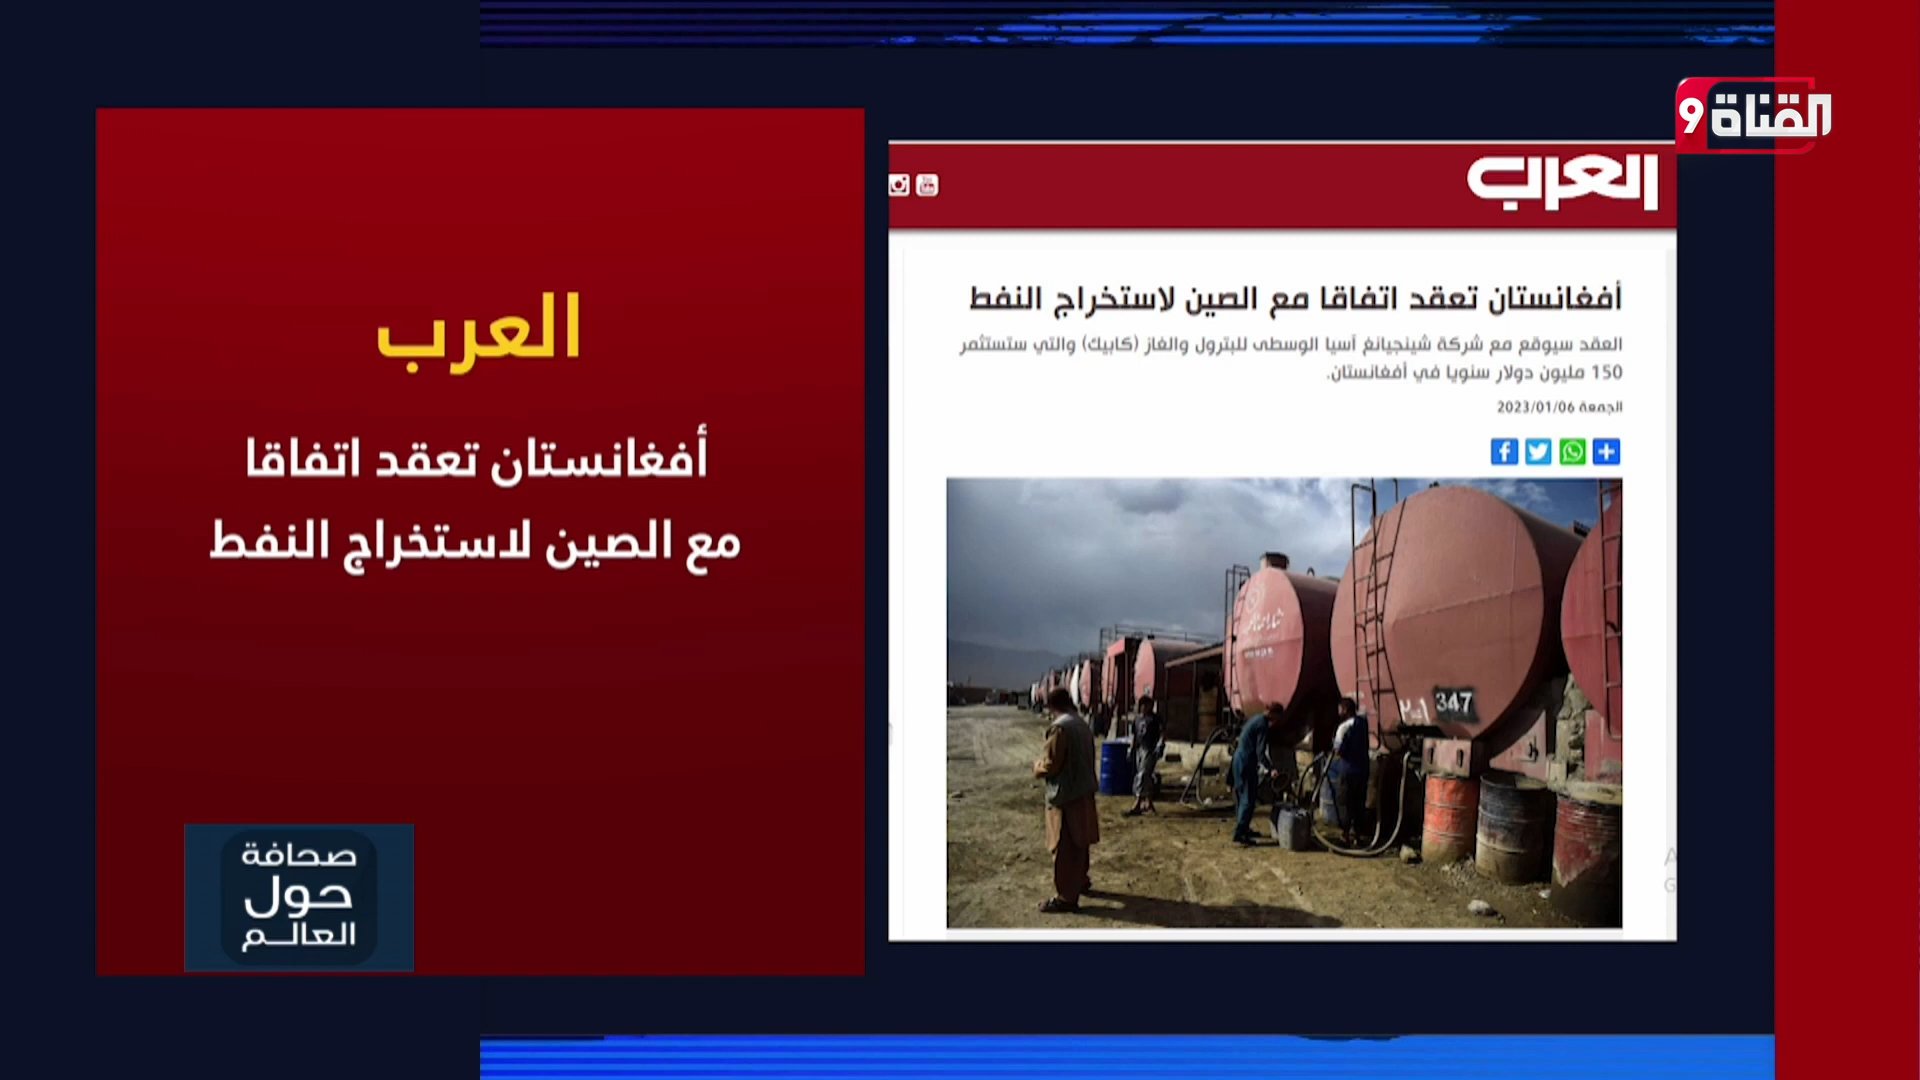 القناة 9
العرب
أفغانستان تعقد اتفاقا
مع الصين لاستخراج النفط
صحافة
حول
العالم
العرب
أفغانستان تعقد اتفاقا مع الصين لاستخراج النفط
العقد سيوقع مع شركة شينجيانغ آسيا الوسطى للبترول والغاز (كابيك) والتي ستستثمر
150 مليون دولار سنويا في أفغانستان.
الجمعة 2023/01/06
347